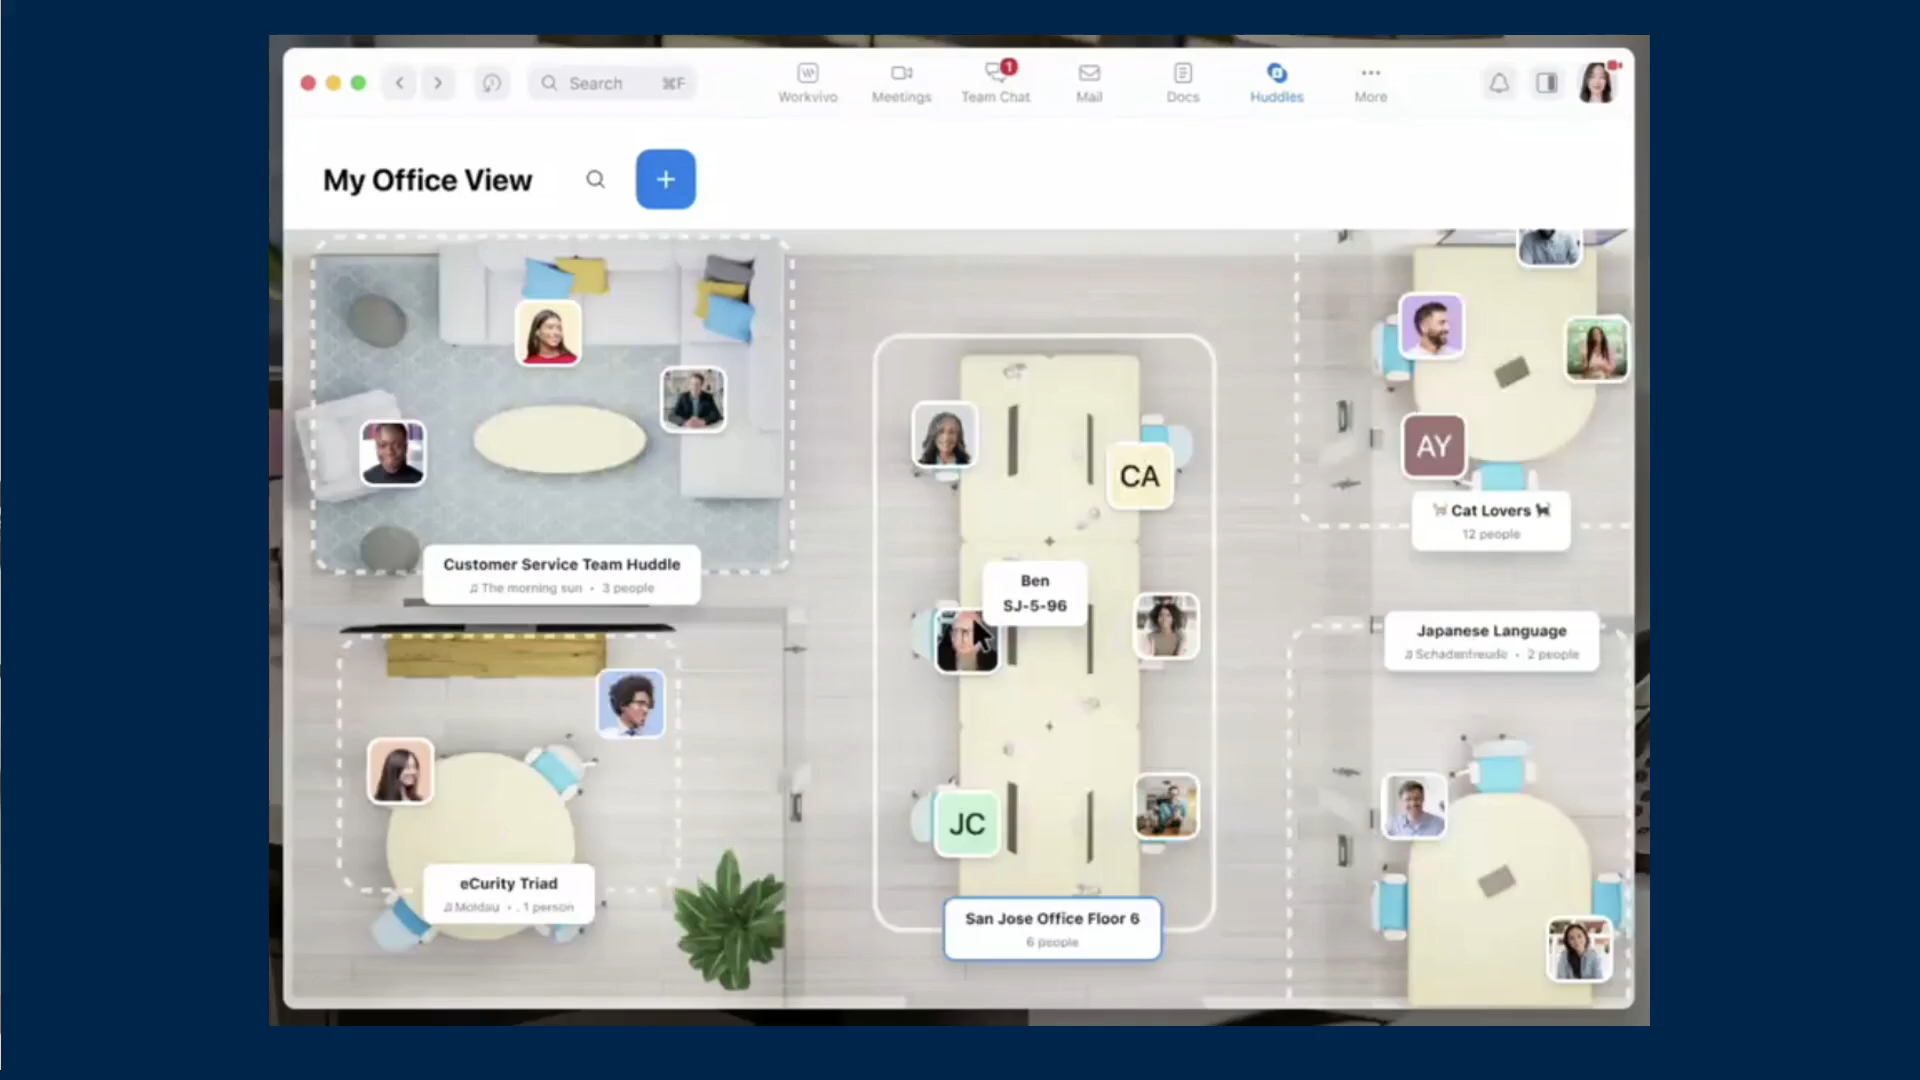 Search ⌘F
Workvivo
Meetings
1
Team Chat
Mail
Docs
Huddles
More
My Office View
CA
AY
Cat Lovers
12 people
Customer Service Team Huddle
The morning sun • 3 people
Ben
SJ-5-96
Japanese Language
Schadenfreude • 2 people
JC
eCurity Triad
Moldau • . 1 person
San Jose Office Floor 6
6 people